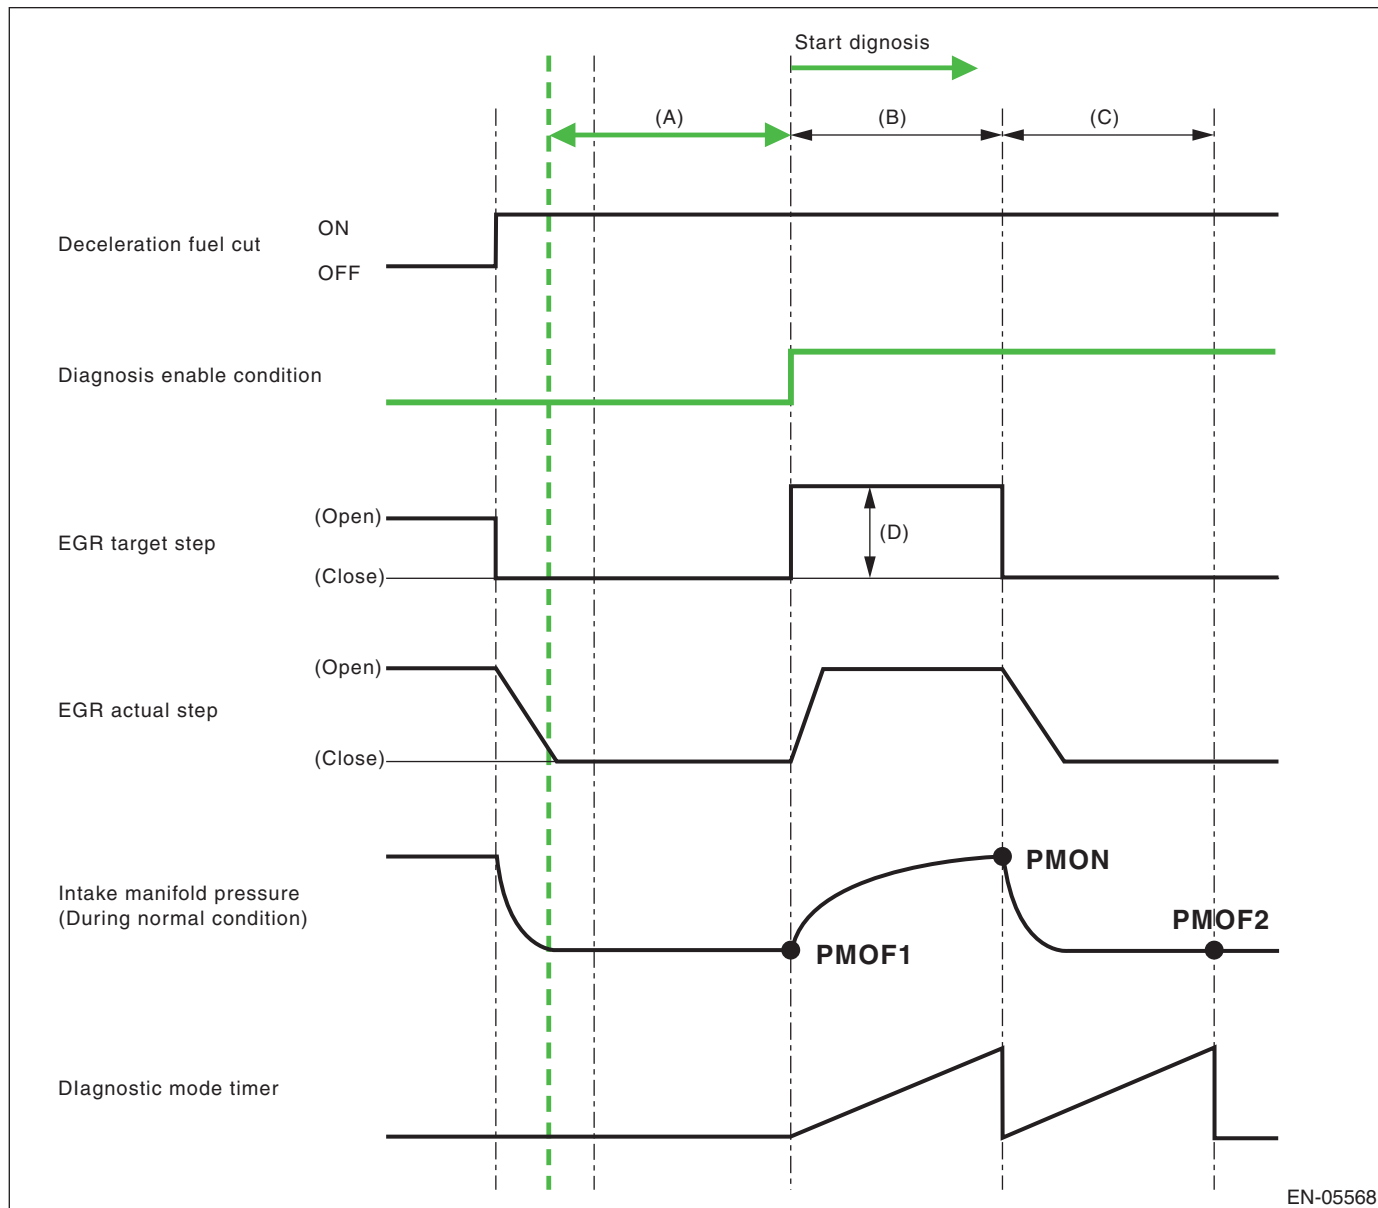 Start dignosis
(A)
(B)
(C)
Deceleration fuel cut
ON
OFF
Diagnosis enable condition
EGR target step
(Open)
(Close)
(D)
EGR actual step
(Open)
(Close)
Intake manifold pressure
(During normal condition)
PMOF1
PMON
PMOF2
DIagnostic mode timer
EN-05568